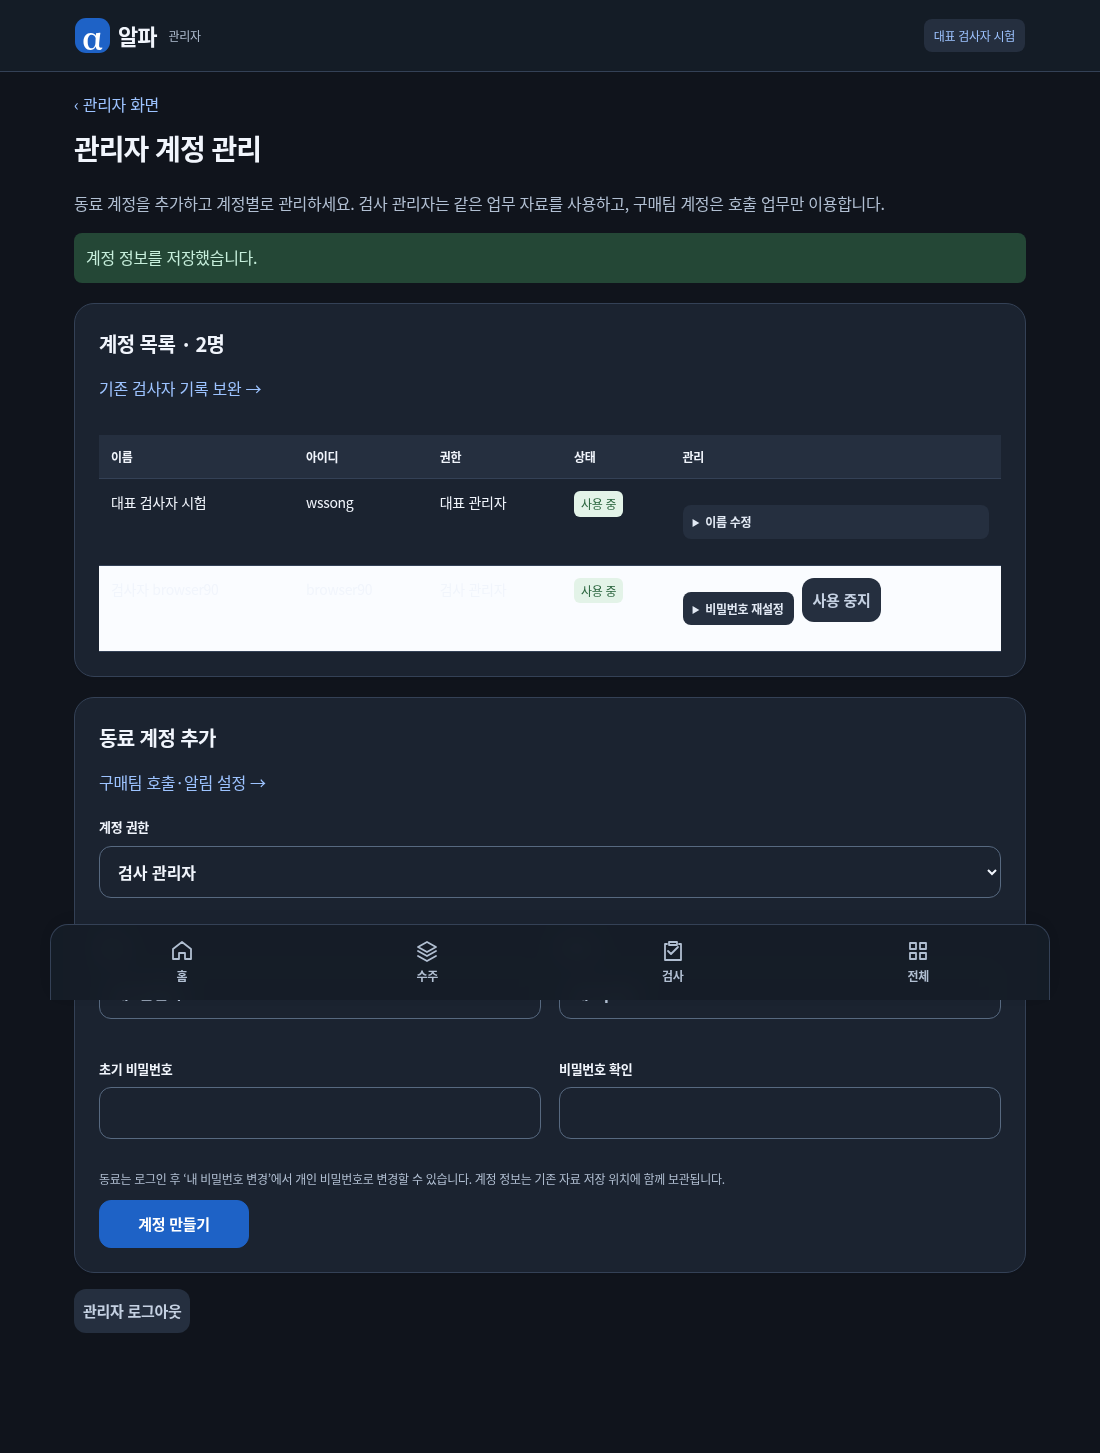 α 알파 관리자
대표 검사자 시험
‹ 관리자 화면
관리자 계정 관리
동료 계정을 추가하고 계정별로 관리하세요. 검사 관리자는 같은 업무 자료를 사용하고, 구매팀 계정은 호출 업무만 이용합니다.
계정 정보를 저장했습니다.
계정 목록 · 2명
기존 검사자 기록 보완 →
이름 아이디 권한 상태 관리
대표 검사자 시험 wssong 대표 관리자 사용 중 ▶ 이름 수정
검사자 browser90 browser90 검사 관리자 사용 중 ▶ 비밀번호 재설정 사용 중지
동료 계정 추가
구매팀 호출·알림 설정 →
계정 권한
검사 관리자
홈 수주 검사 전체
초기 비밀번호 비밀번호 확인
동료는 로그인 후 ‘내 비밀번호 변경’에서 개인 비밀번호로 변경할 수 있습니다. 계정 정보는 기존 자료 저장 위치에 함께 보관됩니다.
계정 만들기
관리자 로그아웃